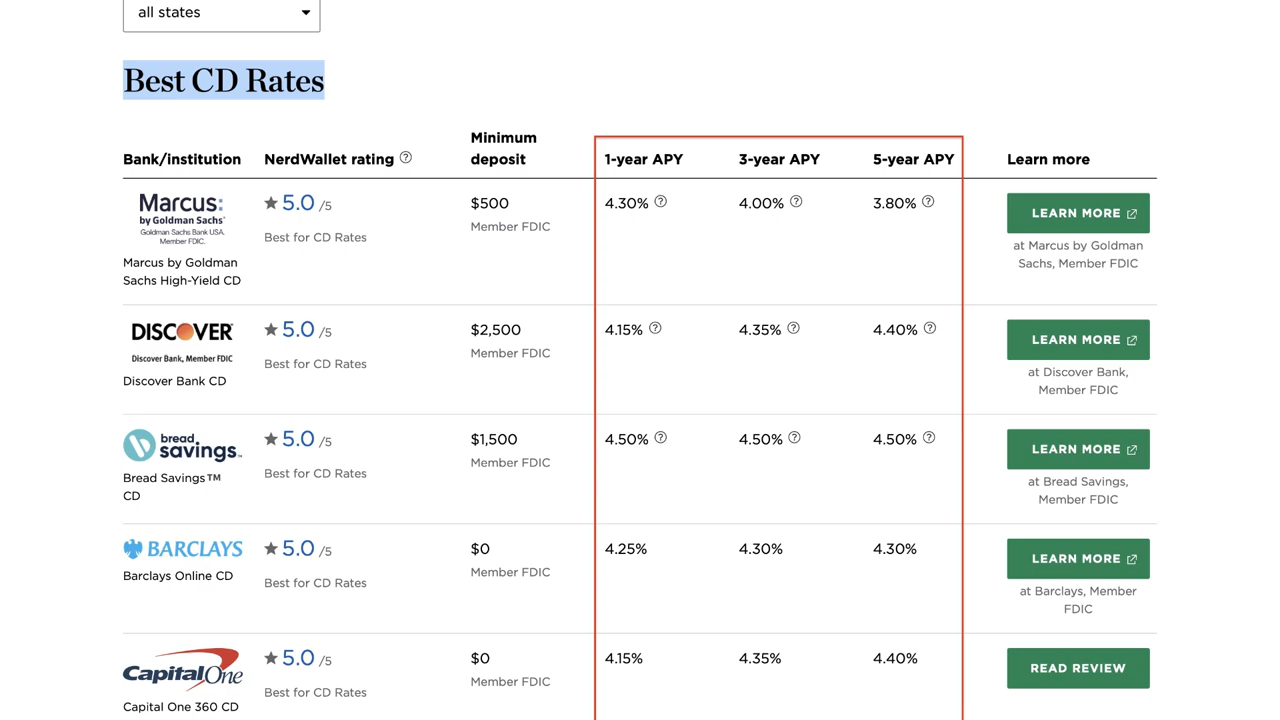 all states
Best CD Rates
Bank/institution NerdWallet rating ? Minimum deposit 1-year APY 3-year APY 5-year APY Learn more
Marcus:
by Goldman Sachs®
Goldman Sachs Bank USA.
Member FDIC.
Marcus by Goldman
Sachs High-Yield CD
5.0 /5
Best for CD Rates
$500
Member FDIC
4.30% ? 4.00% ? 3.80% ?
LEARN MORE
at Marcus by Goldman
Sachs, Member FDIC
DISCOVER
Discover Bank, Member FDIC
Discover Bank CD
5.0 /5
Best for CD Rates
$2,500
Member FDIC
4.15% ? 4.35% ? 4.40% ?
LEARN MORE
at Discover Bank,
Member FDIC
bread
savings™
Bread Savings™
CD
5.0 /5
Best for CD Rates
$1,500
Member FDIC
4.50% ? 4.50% ? 4.50% ?
LEARN MORE
at Bread Savings,
Member FDIC
BARCLAYS
Barclays Online CD
5.0 /5
Best for CD Rates
$0
Member FDIC
4.25% 4.30% 4.30%
LEARN MORE
at Barclays, Member
FDIC
Capital One
Capital One 360 CD
5.0 /5
Best for CD Rates
$0
Member FDIC
4.15% 4.35% 4.40%
READ REVIEW